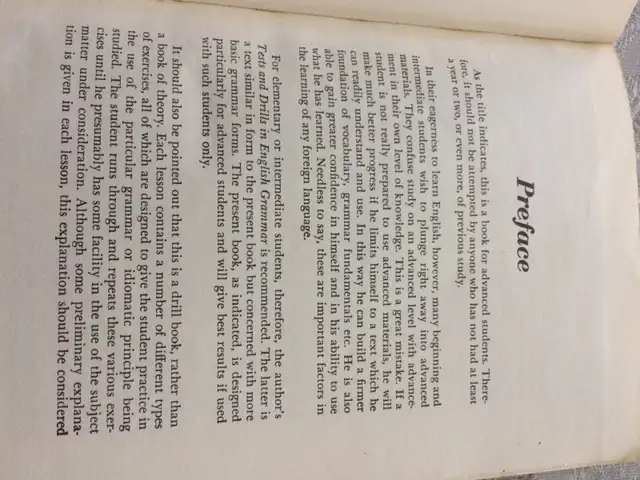 Preface
As the title indicates, this is a book for advanced students. There-
fore, it should not be attempted by anyone who has not had at least
a year or two, or even more, of previous study.
In their eagerness to learn English, however, many beginning and
intermediate students wish to plunge right away into advanced
materials. They confuse study on an advanced level with advance-
ment in their own level of knowledge. This is a great mistake. If a
student is not really prepared to use advanced materials, he will
make much better progress if he limits himself to a text which he
can readily understand and use. In this way he can build a firmer
foundation of vocabulary, grammar fundamentals etc. He is also
able to gain greater confidence in himself and in his ability to use
what he has learned. Needless to say, these are important factors in
the learning of any foreign language.
For elementary or intermediate students, therefore, the author's
Tests and Drills in English Grammar is recommended. The latter is
a text similar in form to the present book but concerned with more
basic grammar forms. The present book, as indicated, is designed
particularly for advanced students and will give best results if used
with such students only.
It should also be pointed out that this is a drill book, rather than
a book of theory. Each lesson contains a number of different types
of exercises, all of which are designed to give the student practice in
the use of the particular grammar or idiomatic principle being
studied. The student runs through and repeats these various exer-
cises until he presumably has some facility in the use of the subject
matter under consideration. Although some preliminary explana-
tion is given in each lesson, this explanation should be considered